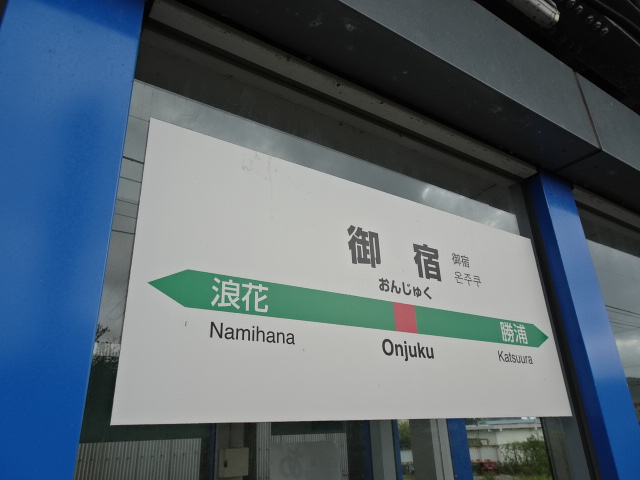 御宿
御宿
온주쿠
おんじゅく
浪花
勝浦
Namihana
Onjuku
Katsuura